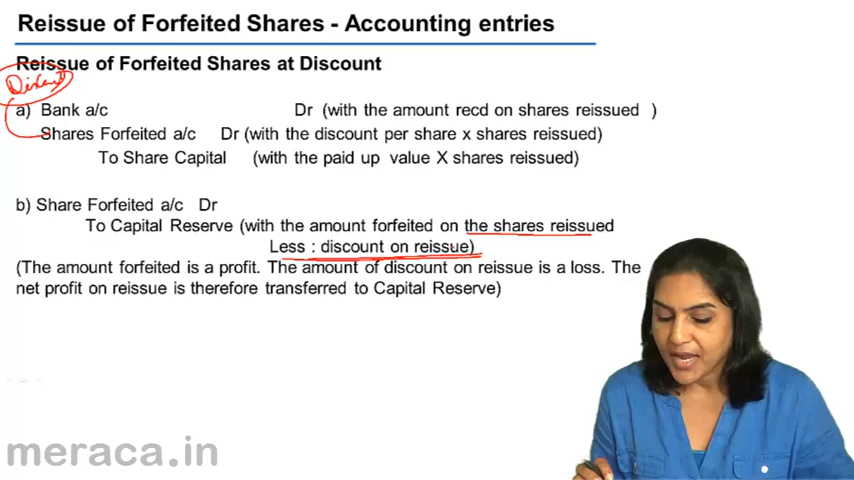 Reissue of Forfeited Shares - Accounting entries
Reissue of Forfeited Shares at Discount
a) Bank a/c Dr (with the amount recd on shares reissued )
Shares Forfeited a/c Dr (with the discount per share x shares reissued)
To Share Capital (with the paid up value X shares reissued)
b) Share Forfeited a/c Dr
To Capital Reserve (with the amount forfeited on the shares reissued
Less : discount on reissue)
(The amount forfeited is a profit. The amount of discount on reissue is a loss. The
net profit on reissue is therefore transferred to Capital Reserve)
meraca.in